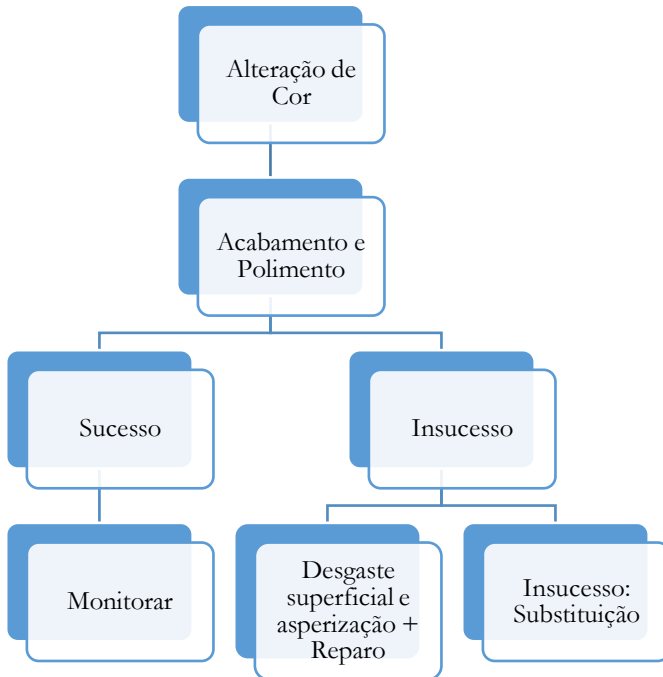 Alteração de
Cor
Acabamento e
Polimento
Sucesso
Insucesso
Monitorar
Desgaste
superficial e
asperização +
Reparo
Insucesso:
Substituição